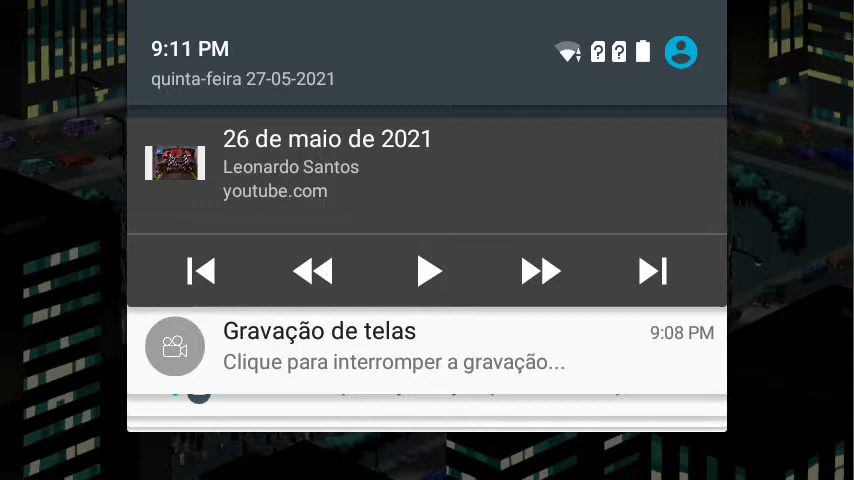 9:11 PM
quinta-feira 27-05-2021
26 de maio de 2021
Leonardo Santos
youtube.com
Gravação de telas
9:08 PM
Clique para interromper a gravação...